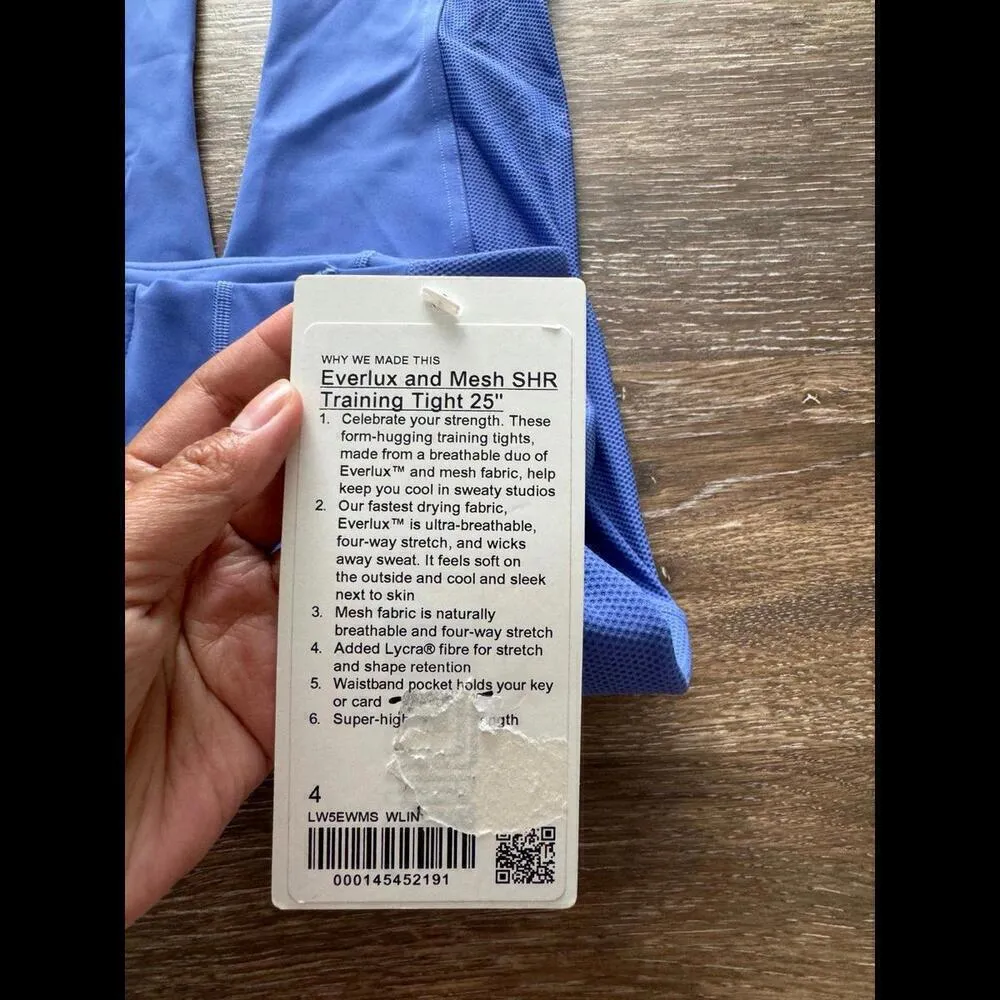 WHY WE MADE THIS
Everlux and Mesh SHR
Training Tight 25"
1. Celebrate your strength. These
form-hugging training tights,
made from a breathable duo of
Everlux™ and mesh fabric, help
keep you cool in sweaty studios
2. Our fastest drying fabric,
Everlux™ is ultra-breathable,
four-way stretch, and wicks
away sweat. It feels soft on
the outside and cool and sleek
next to skin
3. Mesh fabric is naturally
breathable and four-way stretch
4. Added Lycra® fibre for stretch
and shape retention
5. Waistband pocket holds your key
or card
6.
4
LW5EWMS WLIN
000145452191